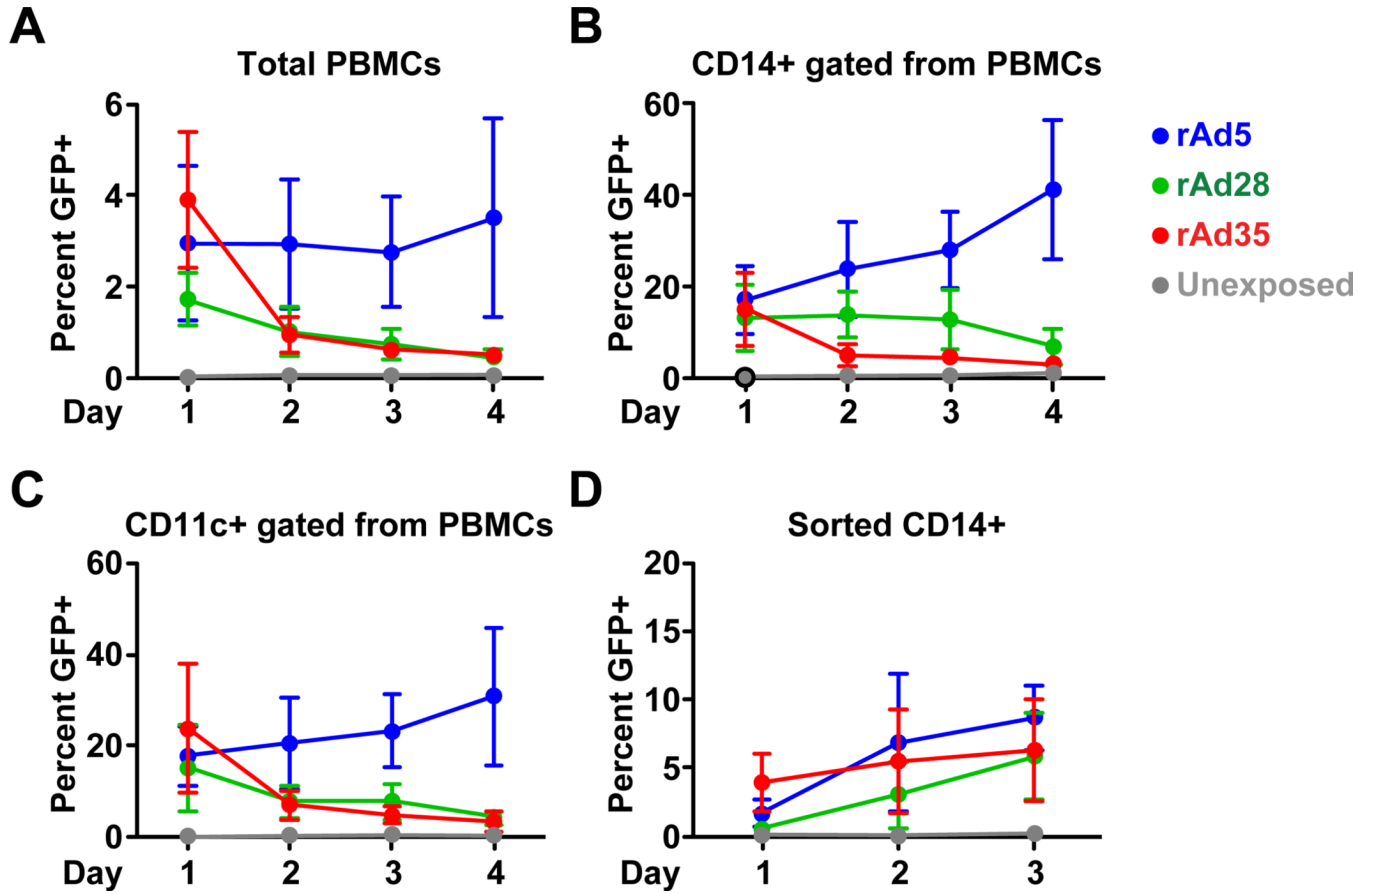 A
Total PBMCs
Percent GFP+
6
4
2
0
Day 1 2 3 4
B
CD14+ gated from PBMCs
Percent GFP+
60
40
20
0
Day 1 2 3 4
rAd5
rAd28
rAd35
Unexposed
C
CD11c+ gated from PBMCs
Percent GFP+
60
40
20
0
Day 1 2 3 4
D
Sorted CD14+
Percent GFP+
20
15
10
5
0
Day 1 2 3